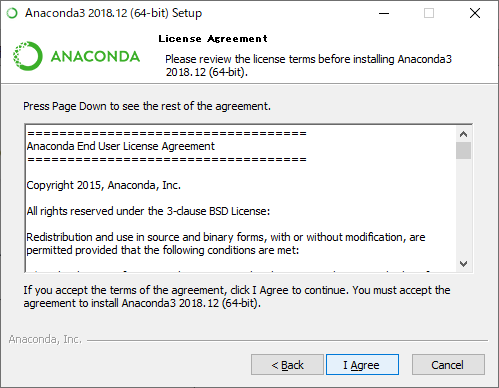 Anaconda3 2018.12 (64-bit) Setup
License Agreement
Please review the license terms before installing Anaconda3
2018.12 (64-bit).
ANACONDA
Press Page Down to see the rest of the agreement.
===================================
Anaconda End User License Agreement
===================================
Copyright 2015, Anaconda, Inc.
All rights reserved under the 3-clause BSD License:
Redistribution and use in source and binary forms, with or without modification, are
permitted provided that the following conditions are met:
If you accept the terms of the agreement, click I Agree to continue. You must accept the
agreement to install Anaconda3 2018.12 (64-bit).
Anaconda, Inc.
< Back
I Agree
Cancel